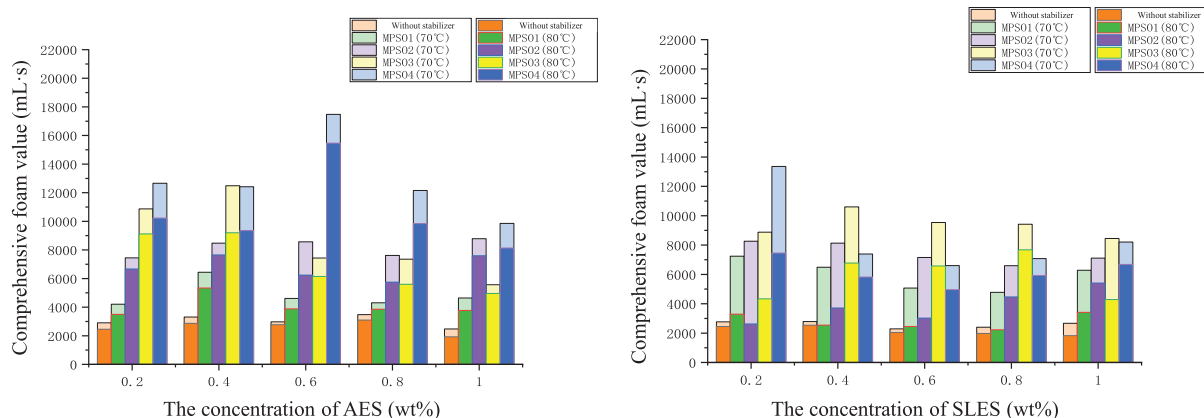 Without stabilizer
MPS01(70℃)
MPS02(70℃)
MPS03(70℃)
MPS04(70℃)
Without stabilizer
MPS01(80℃)
MPS02(80℃)
MPS03(80℃)
MPS04(80℃)
Comprehensive foam value (mL·s)
22000
20000
18000
16000
14000
12000
10000
8000
6000
4000
2000
0
0.2 0.4 0.6 0.8 1
The concentration of AES (wt%)
Without stabilizer
MPS01(70℃)
MPS02(70℃)
MPS03(70℃)
MPS04(70℃)
Without stabilizer
MPS01(80℃)
MPS02(80℃)
MPS03(80℃)
MPS04(80℃)
Comprehensive foam value (mL·s)
22000
20000
18000
16000
14000
12000
10000
8000
6000
4000
2000
0
0.2 0.4 0.6 0.8 1
The concentration of SLES (wt%)